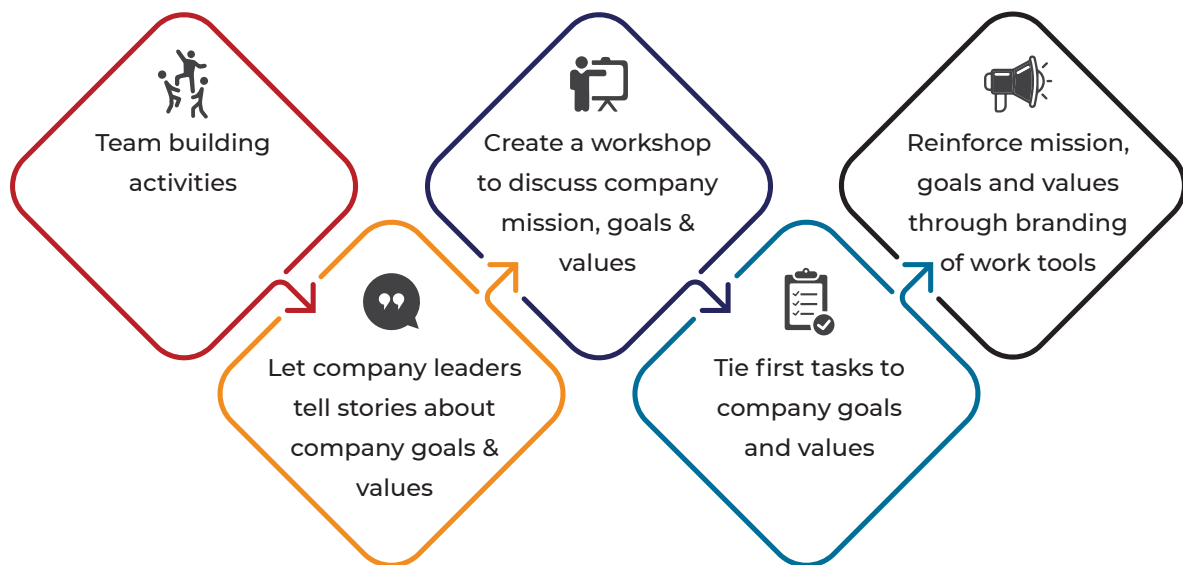 Team building
activities
Let company leaders
tell stories about
company goals &
values
Create a workshop
to discuss company
mission, goals &
values
Tie first tasks to
company goals
and values
Reinforce mission,
goals and values
through branding
of work tools